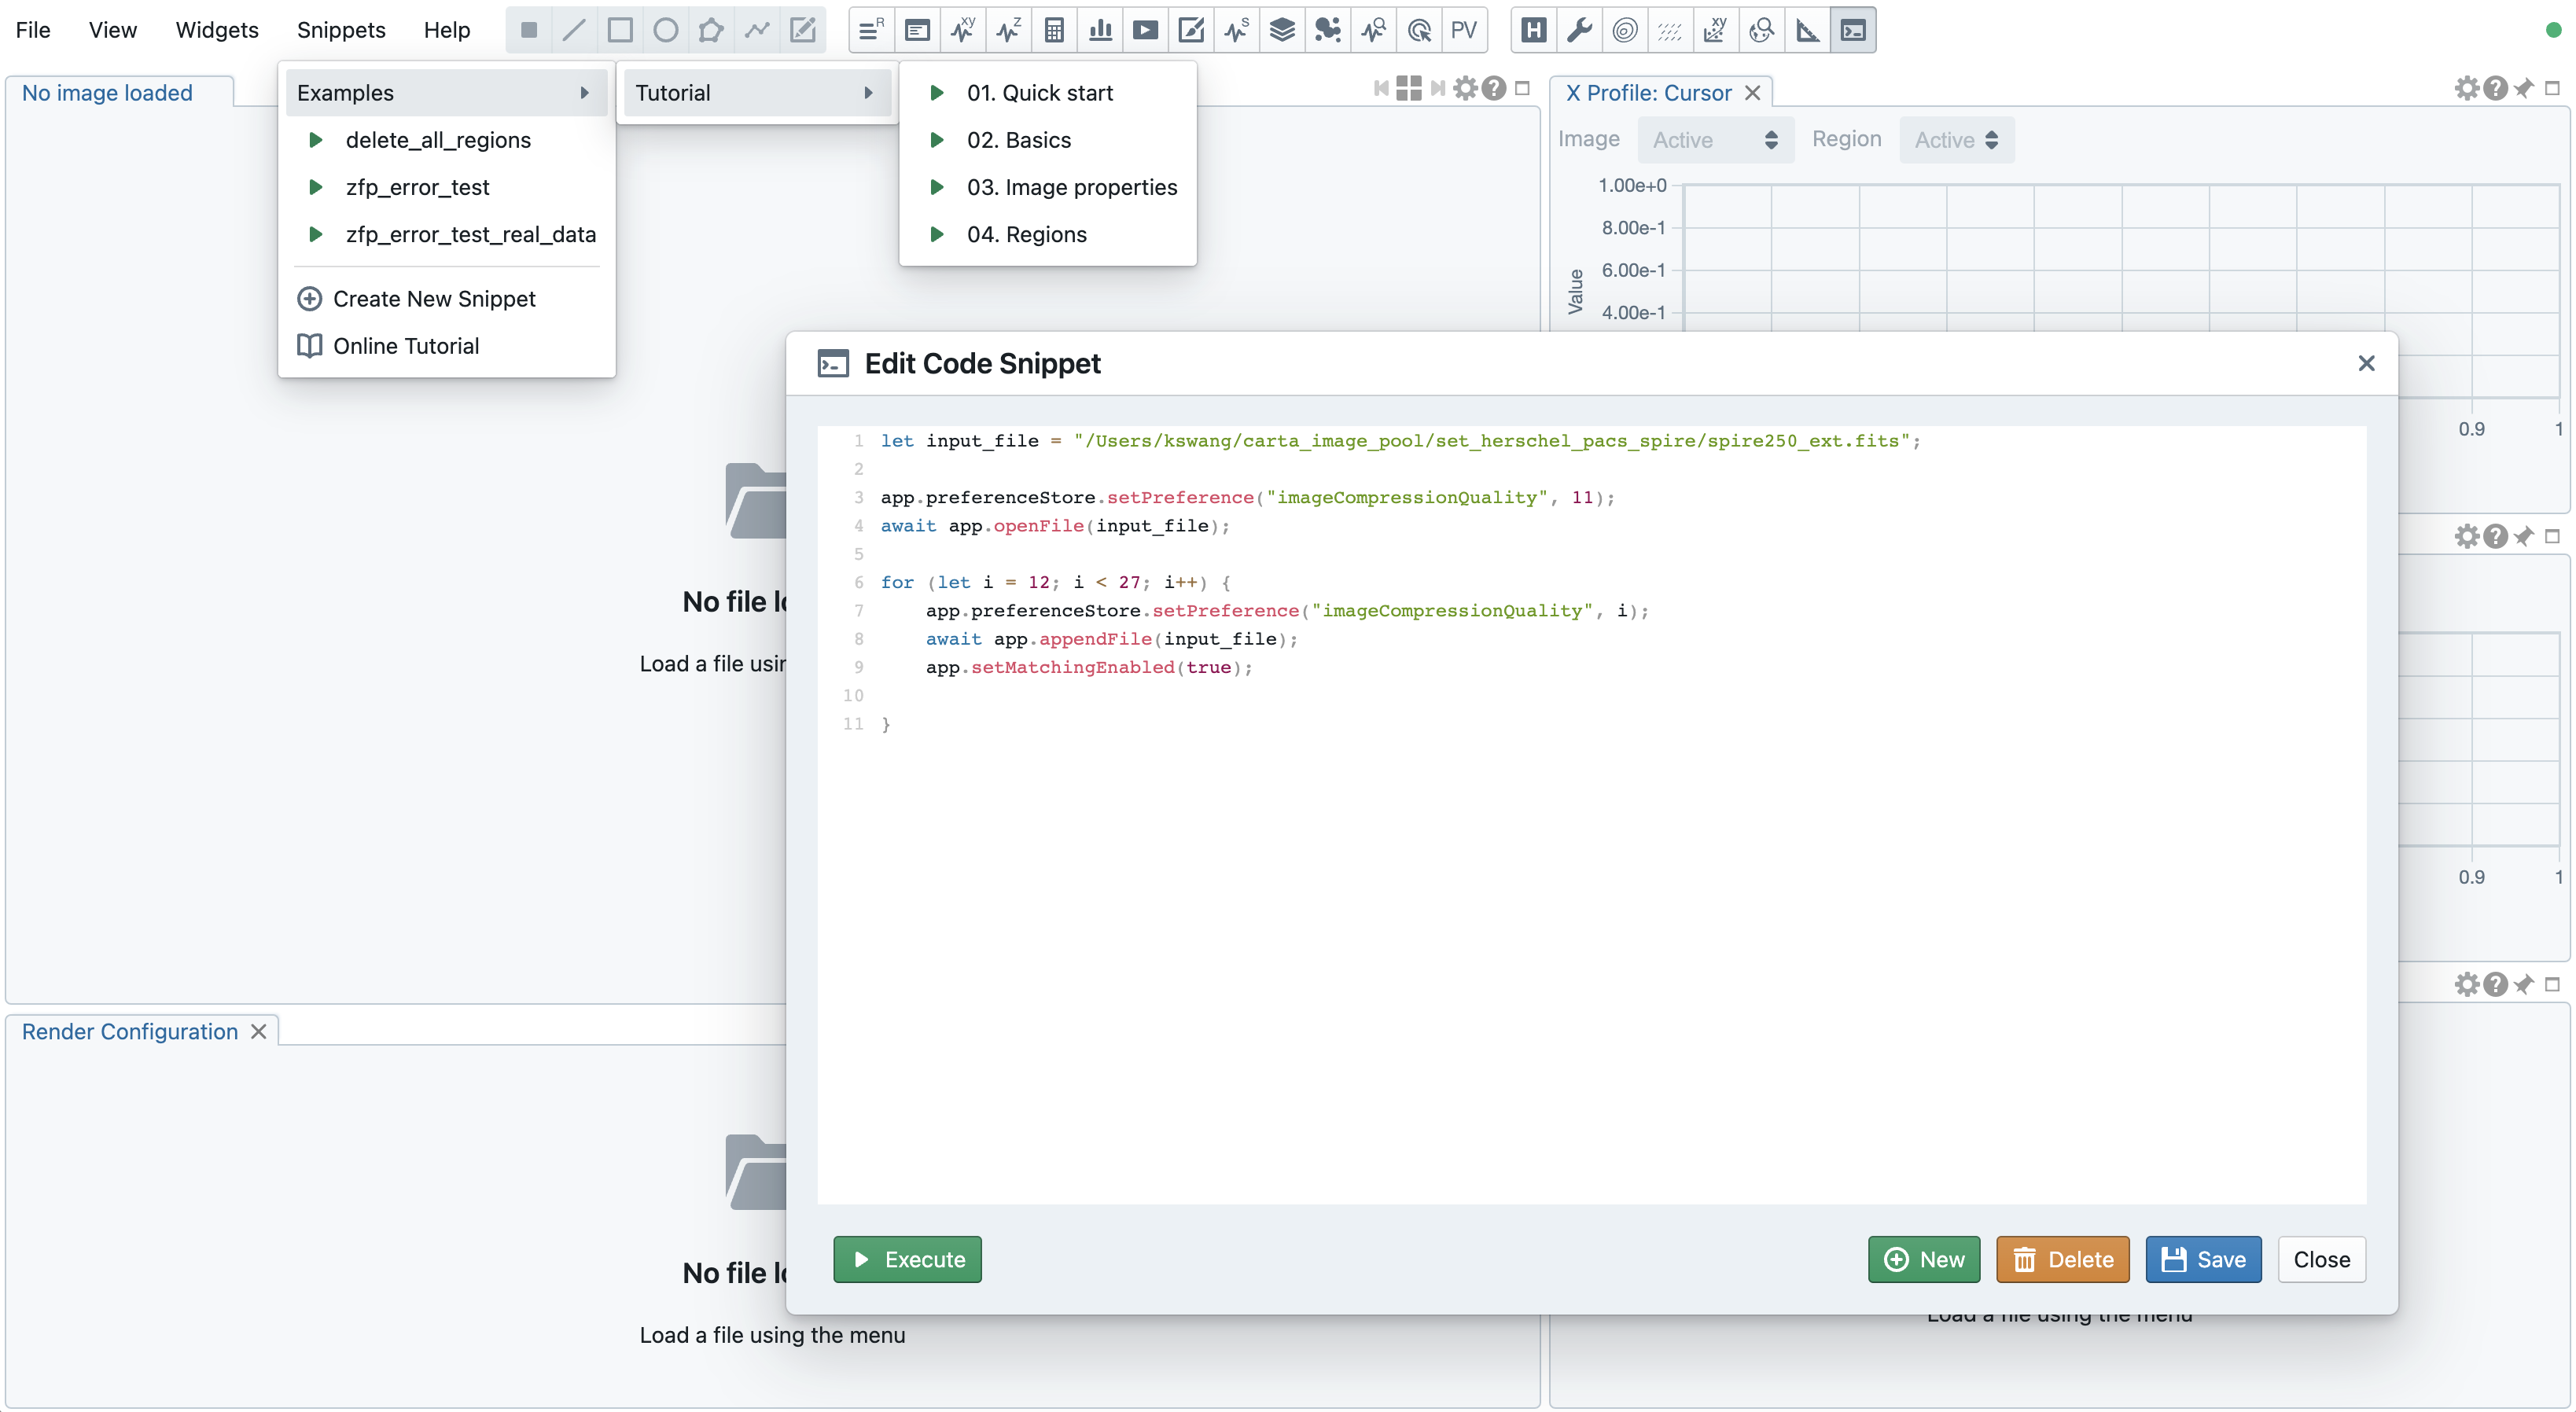 File View Widgets Snippets Help
R XY Z S PV H XY
No image loaded
Examples
delete_all_regions
zfp_error_test
zfp_error_test_real_data
Create New Snippet
Online Tutorial
Tutorial
01. Quick start
02. Basics
03. Image properties
04. Regions
X Profile: Cursor
Image Active Region Active
1.00e+0
8.00e-1
6.00e-1
4.00e-1
Value
0.9 1
No file
Load a file
Edit Code Snippet
1 let input_file = "/Users/kswang/carta_image_pool/set_herschel_pacs_spire/spire250_ext.fits";
2
3 app.preferenceStore.setPreference("imageCompressionQuality", 11);
4 await app.openFile(input_file);
5
6 for (let i = 12; i < 27; i++) {
7 app.preferenceStore.setPreference("imageCompressionQuality", i);
8 await app.appendFile(input_file);
9 app.setMatchingEnabled(true);
10
11 }
Execute New Delete Save Close
0.9 1
Render Configuration
No file
Load a file using the menu
Load a file using the menu